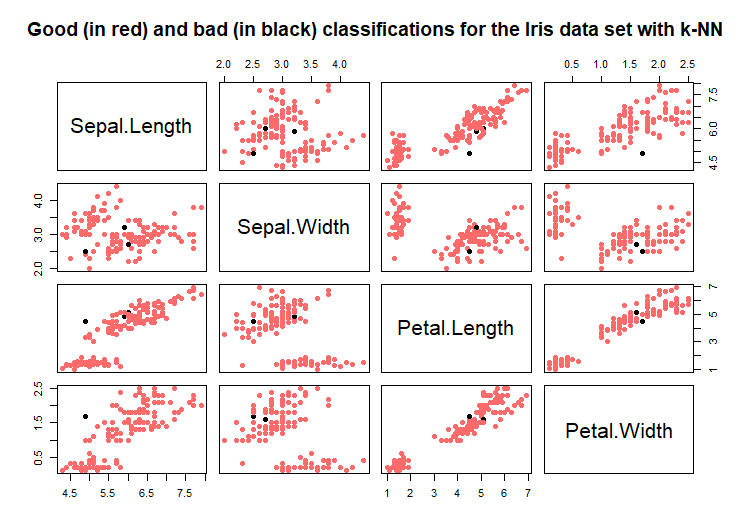 Good (in red) and bad (in black) classifications for the Iris data set with k-NN
2.0 2.5 3.0 3.5 4.0
0.5 1.0 1.5 2.0 2.5
Sepal.Length
4.5 6.0 7.5
2.0 3.0 4.0
Sepal.Width
Petal.Length
1 3 5 7
0.5 1.5 2.5
Petal.Width
4.5 5.5 6.5 7.5
1 2 3 4 5 6 7